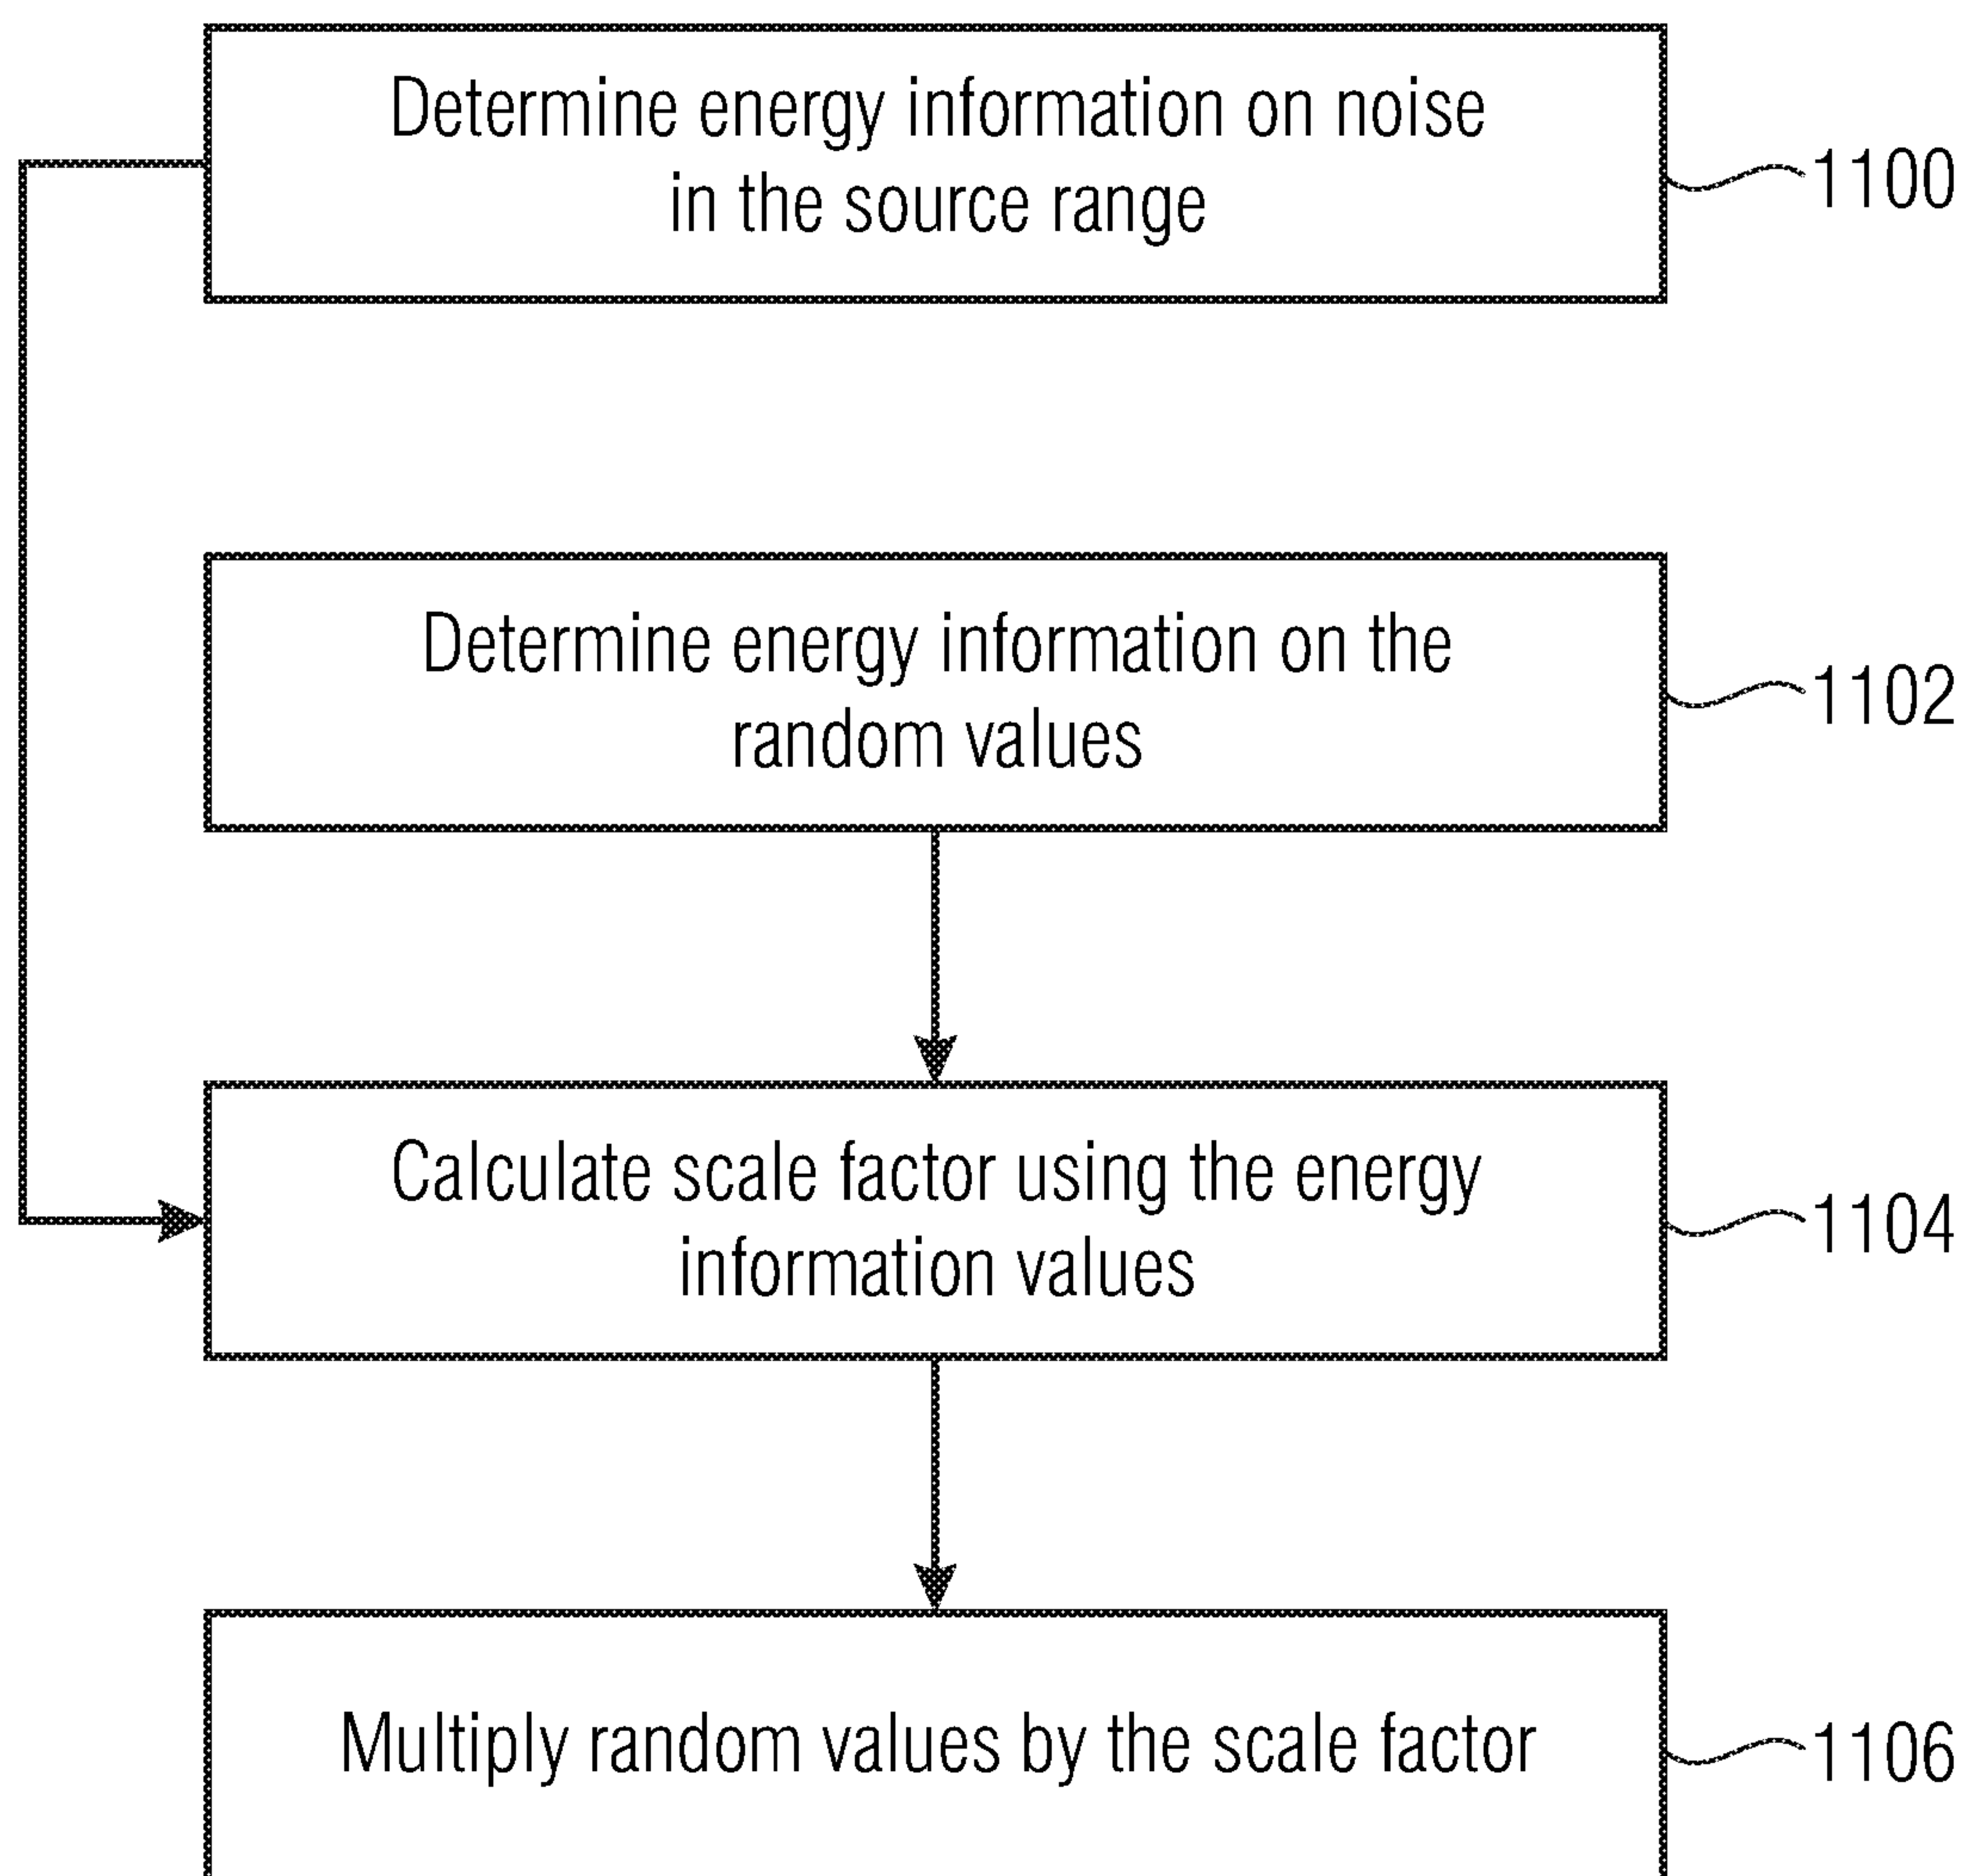 Determine energy information on noise
in the source range
1100
Determine energy information on the
random values
1102
Calculate scale factor using the energy
information values
1104
Multiply random values by the scale factor
1106